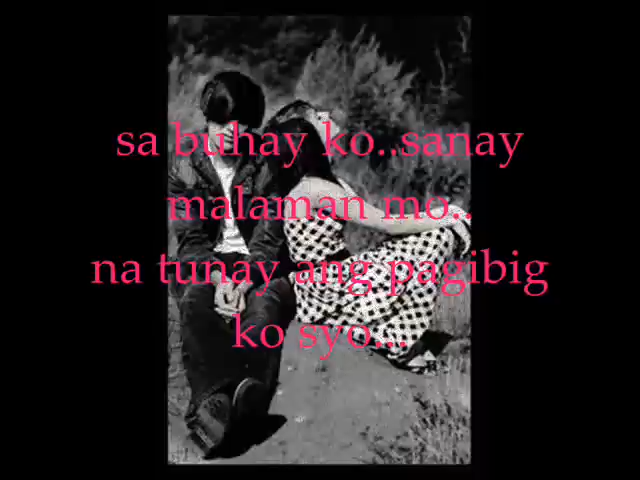 sa buhay ko..sanay
malaman mo..
na tunay ang pagibig
ko syo...